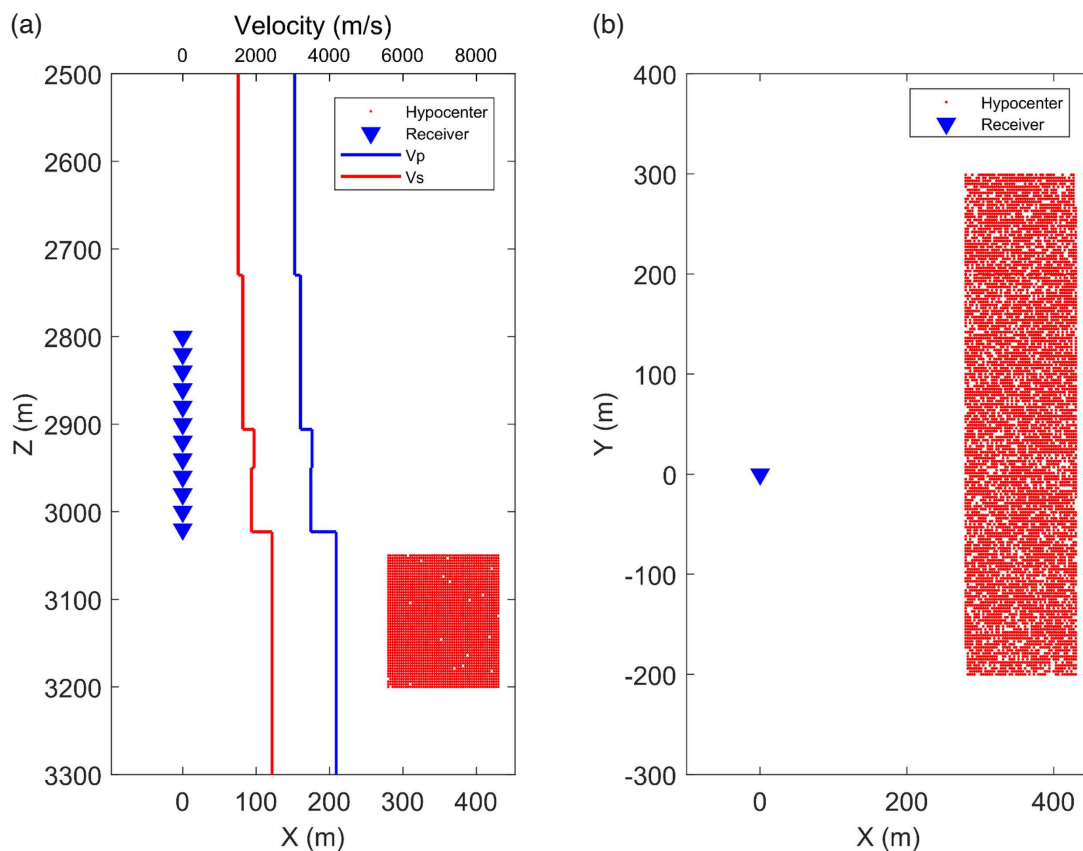 (a)
Velocity (m/s)
0 2000 4000 6000 8000
2500
2600
2700
2800
2900
3000
3100
3200
3300
Z (m)
Hypocenter
Receiver
Vp
Vs
0 100 200 300 400
X (m)
(b)
400
300
200
100
0
-100
-200
-300
Y (m)
Hypocenter
Receiver
0 200 400
X (m)